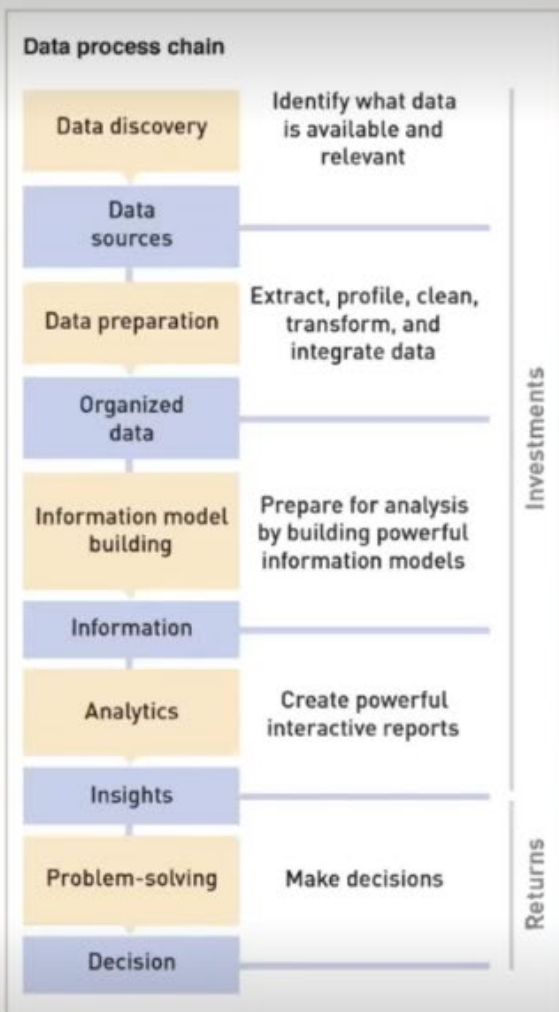 Data process chain
Data discovery
Identify what data
is available and
relevant
Data
sources
Data preparation
Extract, profile, clean,
transform, and
integrate data
Organized
data
Information model
building
Prepare for analysis
by building powerful
information models
Information
Analytics
Create powerful
interactive reports
Insights
Problem-solving
Make decisions
Decision
Investments
Returns